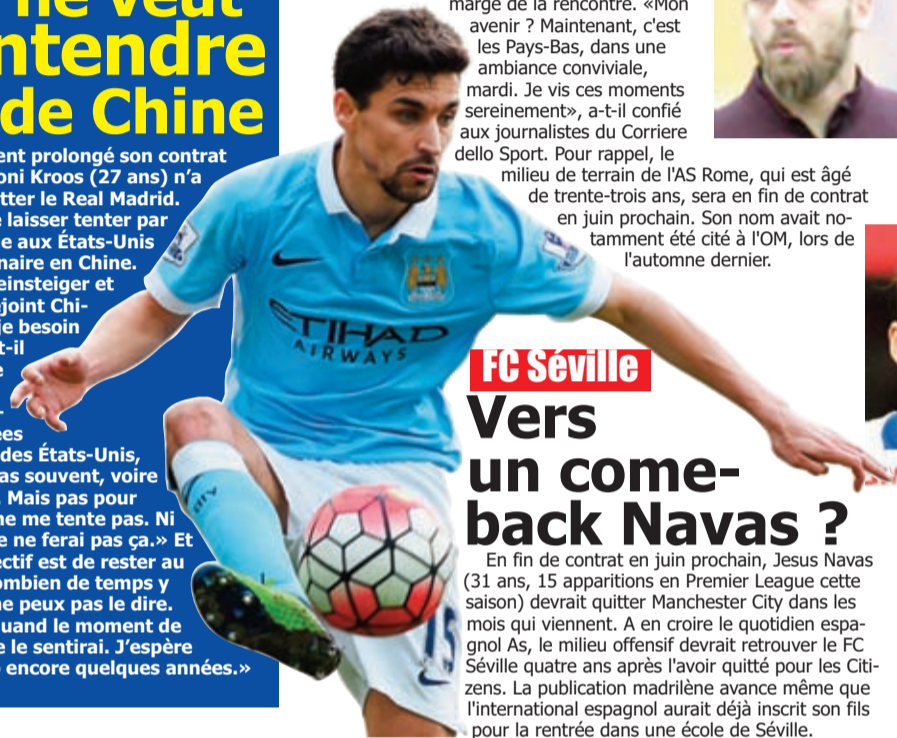 ne veut
ntendre
de Chine
ent prolongé son contrat
oni Kroos (27 ans) n’a
tter le Real Madrid.
laisser tenter par
e aux États-Unis
naire en Chine.
einsteiger et
ejoint Chi-
je besoin
t-il
e
-
ées
des États-Unis,
as souvent, voire
. Mais pas pour
ne me tente pas. Ni
e ne ferai pas ça.» Et
ectif est de rester au
ombien de temps y
ne peux pas le dire.
uand le moment de
e le sentirai. J’espère
encore quelques années.»
marge de la rencontre. «Mon
avenir ? Maintenant, c'est
les Pays-Bas, dans une
ambiance conviviale,
mardi. Je vis ces moments
sereinement», a-t-il confié
aux journalistes du Corriere
dello Sport. Pour rappel, le
milieu de terrain de l'AS Rome, qui est âgé
de trente-trois ans, sera en fin de contrat
en juin prochain. Son nom avait no-
tamment été cité à l'OM, lors de
l'automne dernier.
ETIHAD
AIRWAYS
15
FC Séville
Vers
un come-
back Navas ?
En fin de contrat en juin prochain, Jesus Navas
(31 ans, 15 apparitions en Premier League cette
saison) devrait quitter Manchester City dans les
mois qui viennent. A en croire le quotidien espa-
gnol As, le milieu offensif devrait retrouver le FC
Séville quatre ans après l'avoir quitté pour les Citi-
zens. La publication madrilène avance même que
l'international espagnol aurait déjà inscrit son fils
pour la rentrée dans une école de Séville.